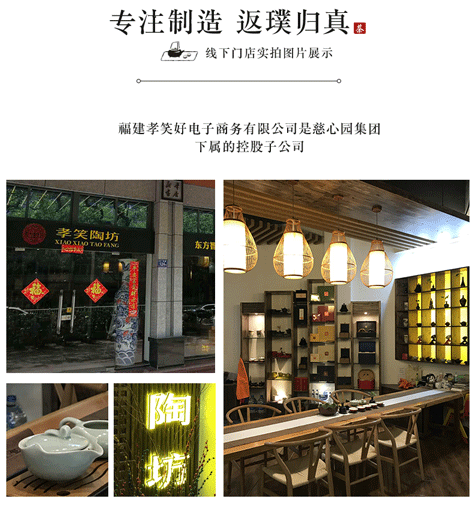 专注制造 返璞归真
茶
线下门店实拍图片展示
福建孝笑好电子商务有限公司是慈心园集团
下属的控股子公司
孝笑陶坊
XIAO XIAO TAO FANG
东方智
福
福
陶
坊